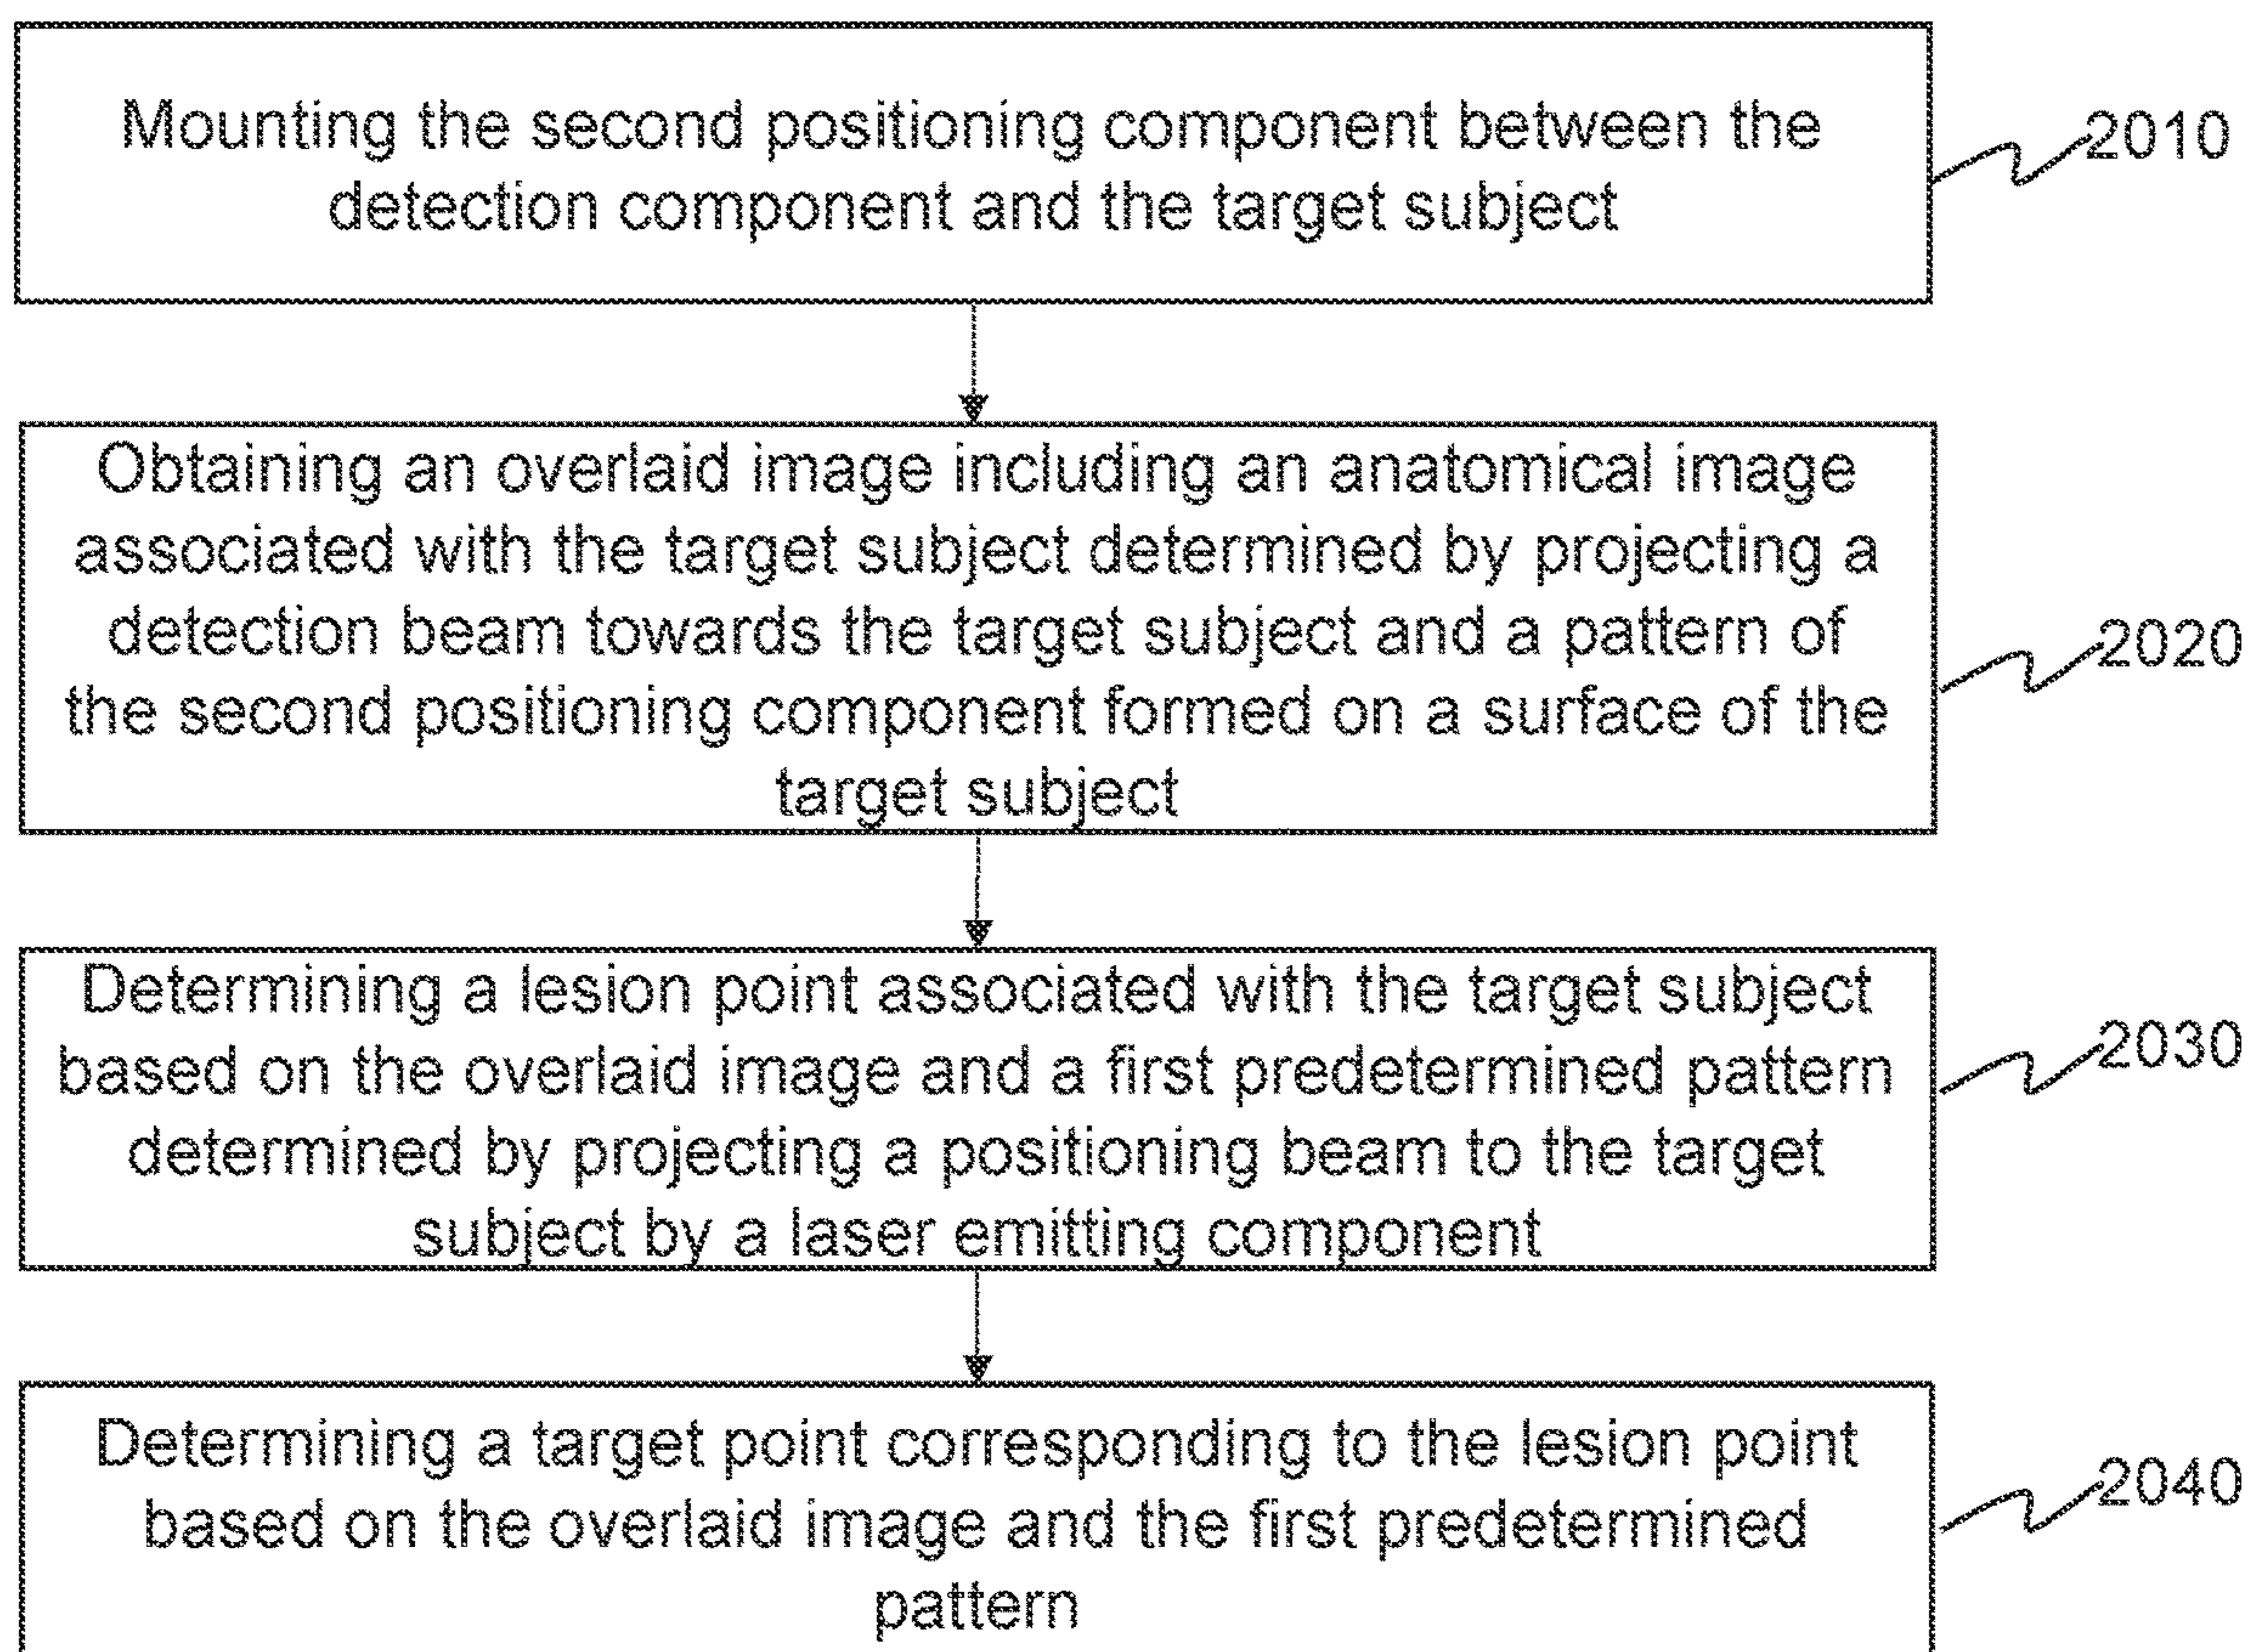 Mounting the second positioning component between the
detection component and the target subject
2010
Obtaining an overlaid image including an anatomical image
associated with the target subject determined by projecting a
detection beam towards the target subject and a pattern of
the second positioning component formed on a surface of the
target subject
2020
Determining a lesion point associated with the target subject
based on the overlaid image and a first predetermined pattern
determined by projecting a positioning beam to the target
subject by a laser emitting component
2030
Determining a target point corresponding to the lesion point
based on the overlaid image and the first predetermined
pattern
2040